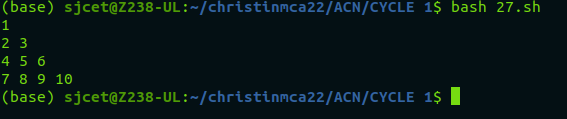 (base) sjcet@Z238-UL:~/christinmca22/ACN/CYCLE 1$ bash 27.sh
1
2 3
4 5 6
7 8 9 10
(base) sjcet@Z238-UL:~/christinmca22/ACN/CYCLE 1$